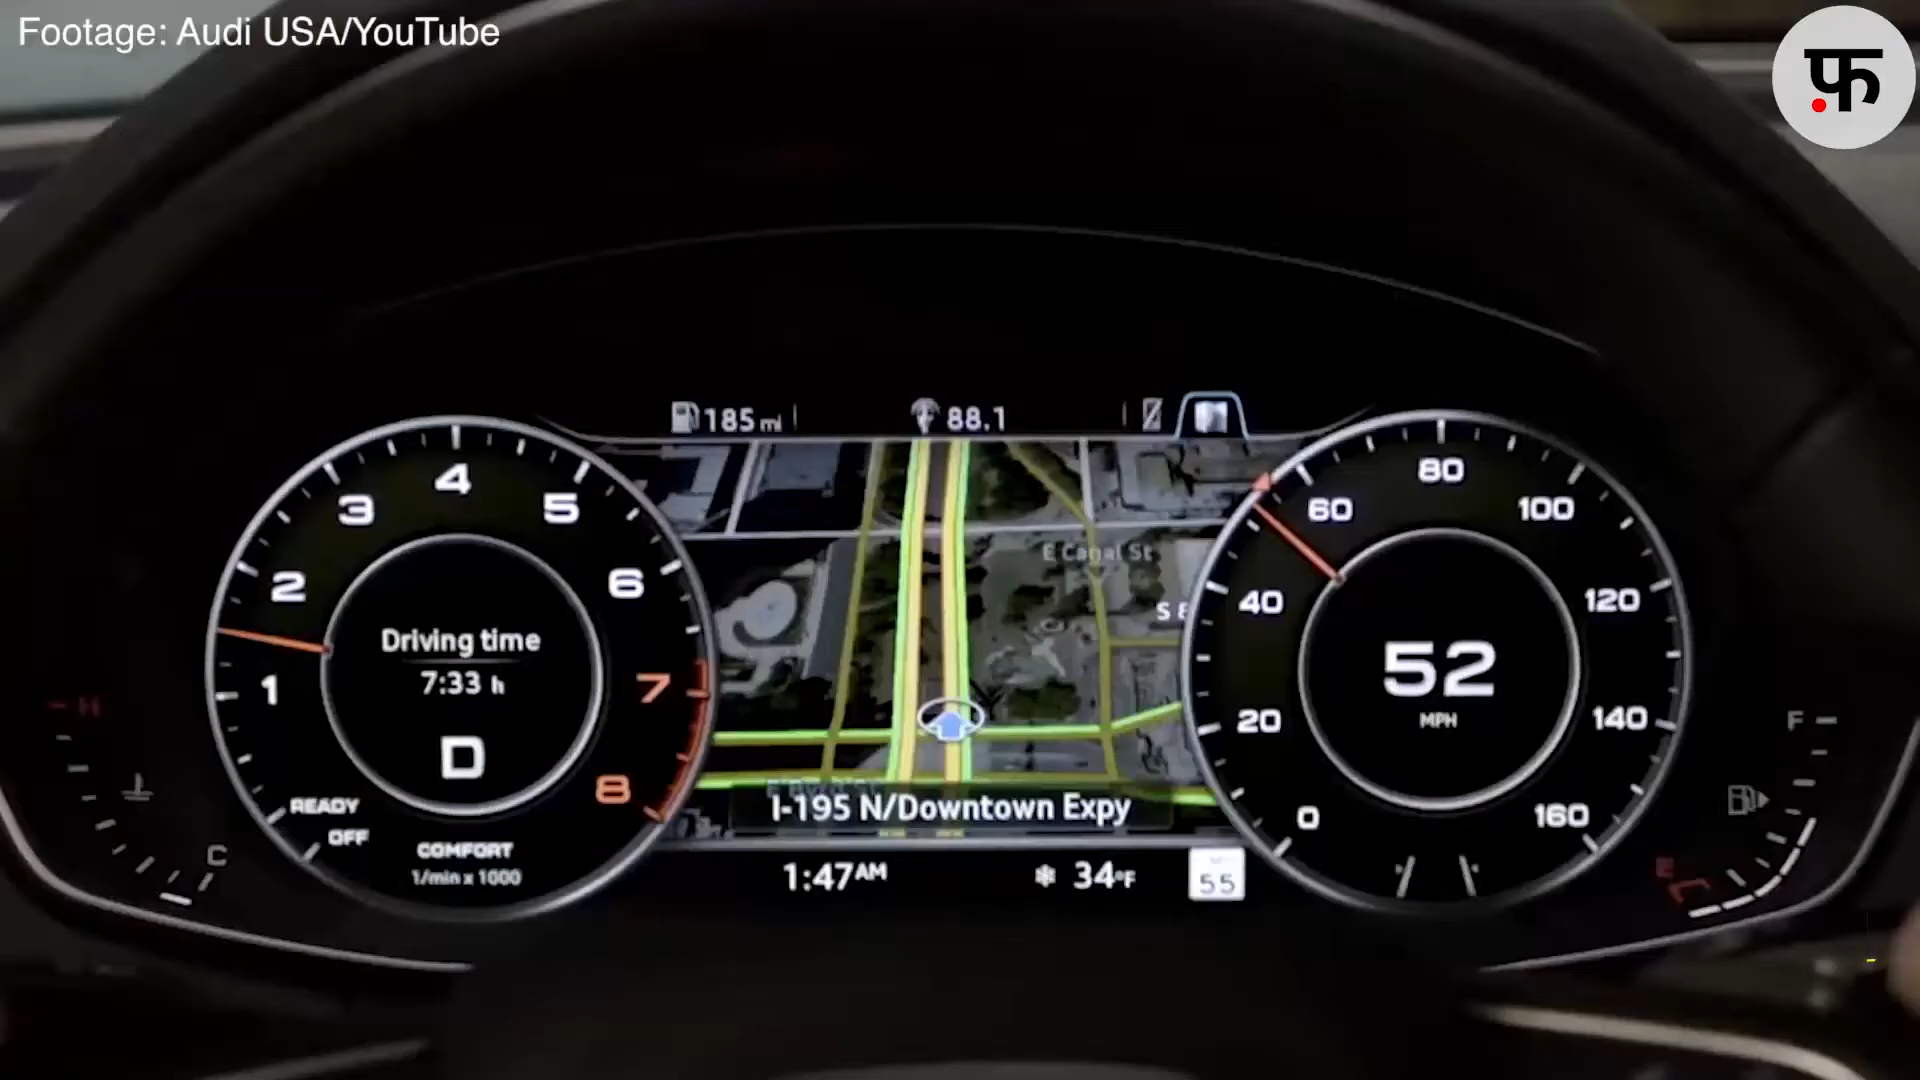 Footage: Audi USA/YouTube
फ
185 mi
88.1
1
2
3
4
5
6
7
8
Driving time
7:33 h
D
READY
OFF
COMFORT
1/min x 1000
H
C
E Canal St
I-195 N/Downtown Expy
1:47AM
34°F
55
0
20
40
60
80
100
120
140
160
52
MPH
F
E